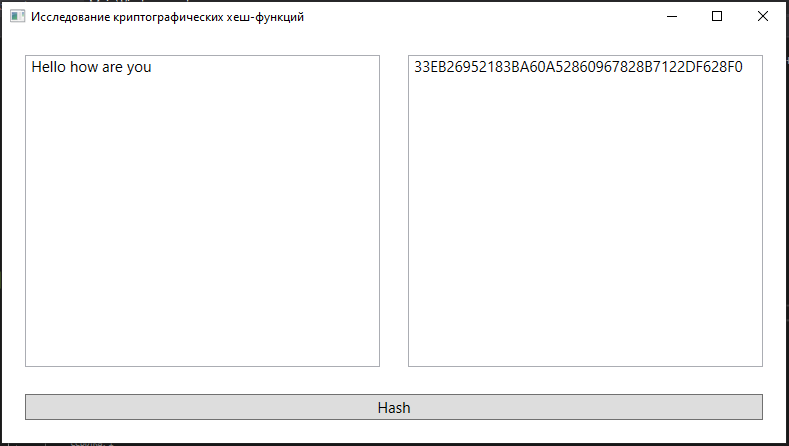 Исследование криптографических хеш-функций
Hello how are you
33EB26952183BA60A52860967828B7122DF628F0
Hash